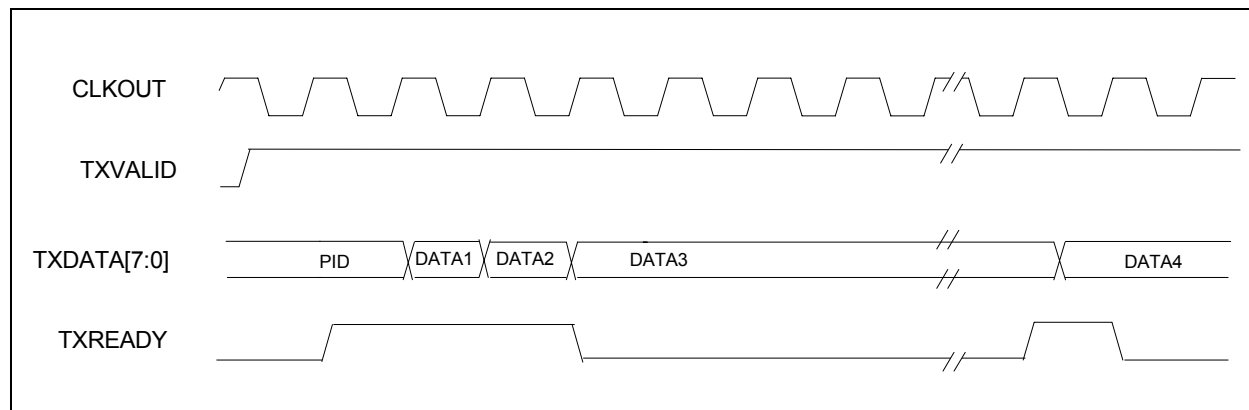 CLKOUT
TXVALID
TXDATA[7:0]
PID
DATA1
DATA2
DATA3
DATA4
TXREADY